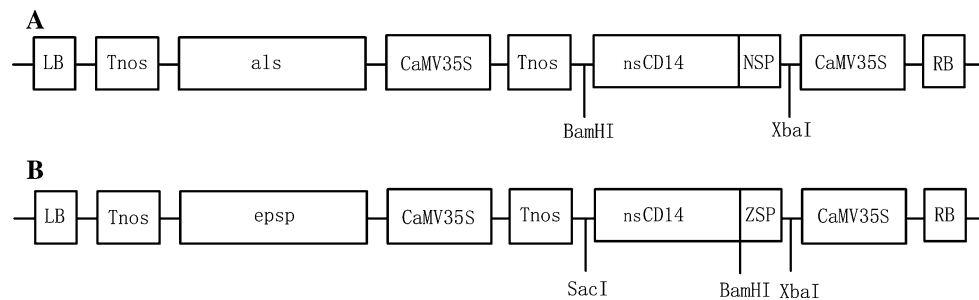 A
LB Tnos als CaMV35S Tnos nsCD14 NSP CaMV35S RB
BamHI XbaI
B
LB Tnos epsp CaMV35S Tnos nsCD14 ZSP CaMV35S RB
SacI BamHI XbaI